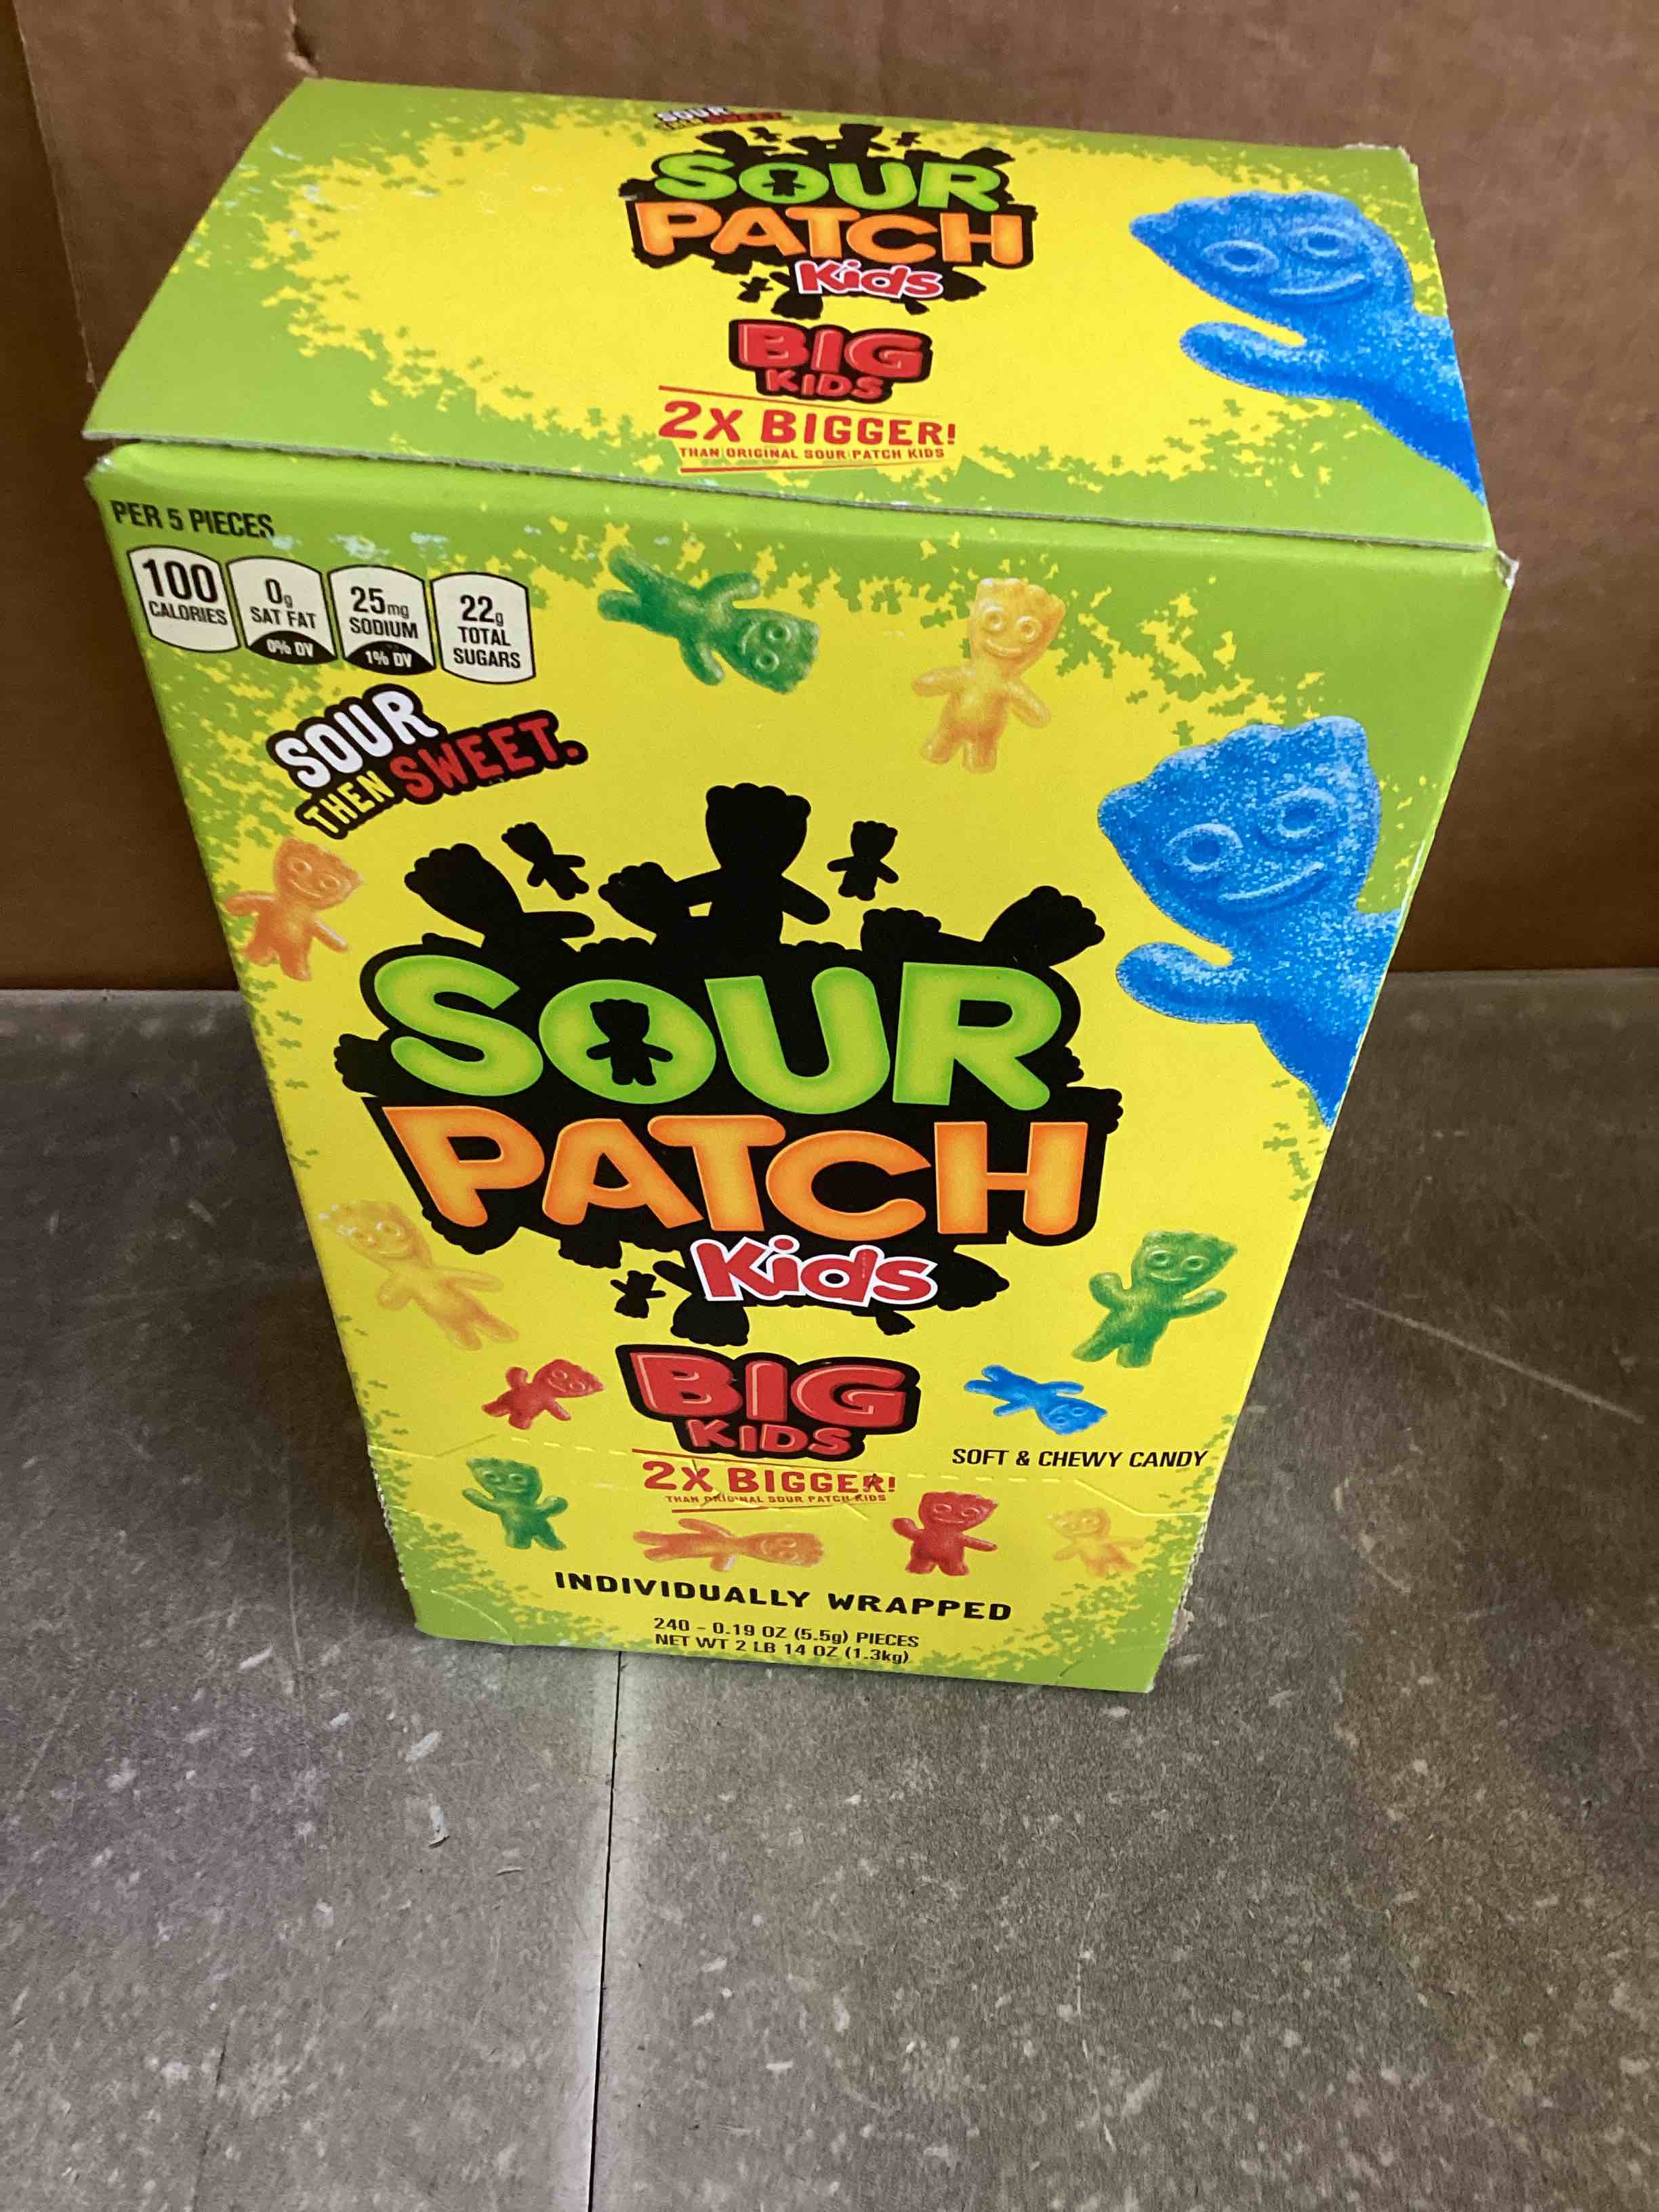 SOUR
THEN SWEET.
SOUR
PATCH
Kids
BIG
KIDS
2X BIGGER!
THAN ORIGINAL SOUR PATCH KIDS
PER 5 PIECES
100
CALORIES
0g
SAT FAT
0% DV
25mg
SODIUM
1% DV
22g
TOTAL
SUGARS
SOUR
THEN SWEET.
SOUR
PATCH
Kids
BIG
KIDS
2X BIGGER!
THAN ORIGINAL SOUR PATCH KIDS
SOFT & CHEWY CANDY
INDIVIDUALLY WRAPPED
240 - 0.19 OZ (5.5g) PIECES
NET WT 2 LB 14 OZ (1.3kg)